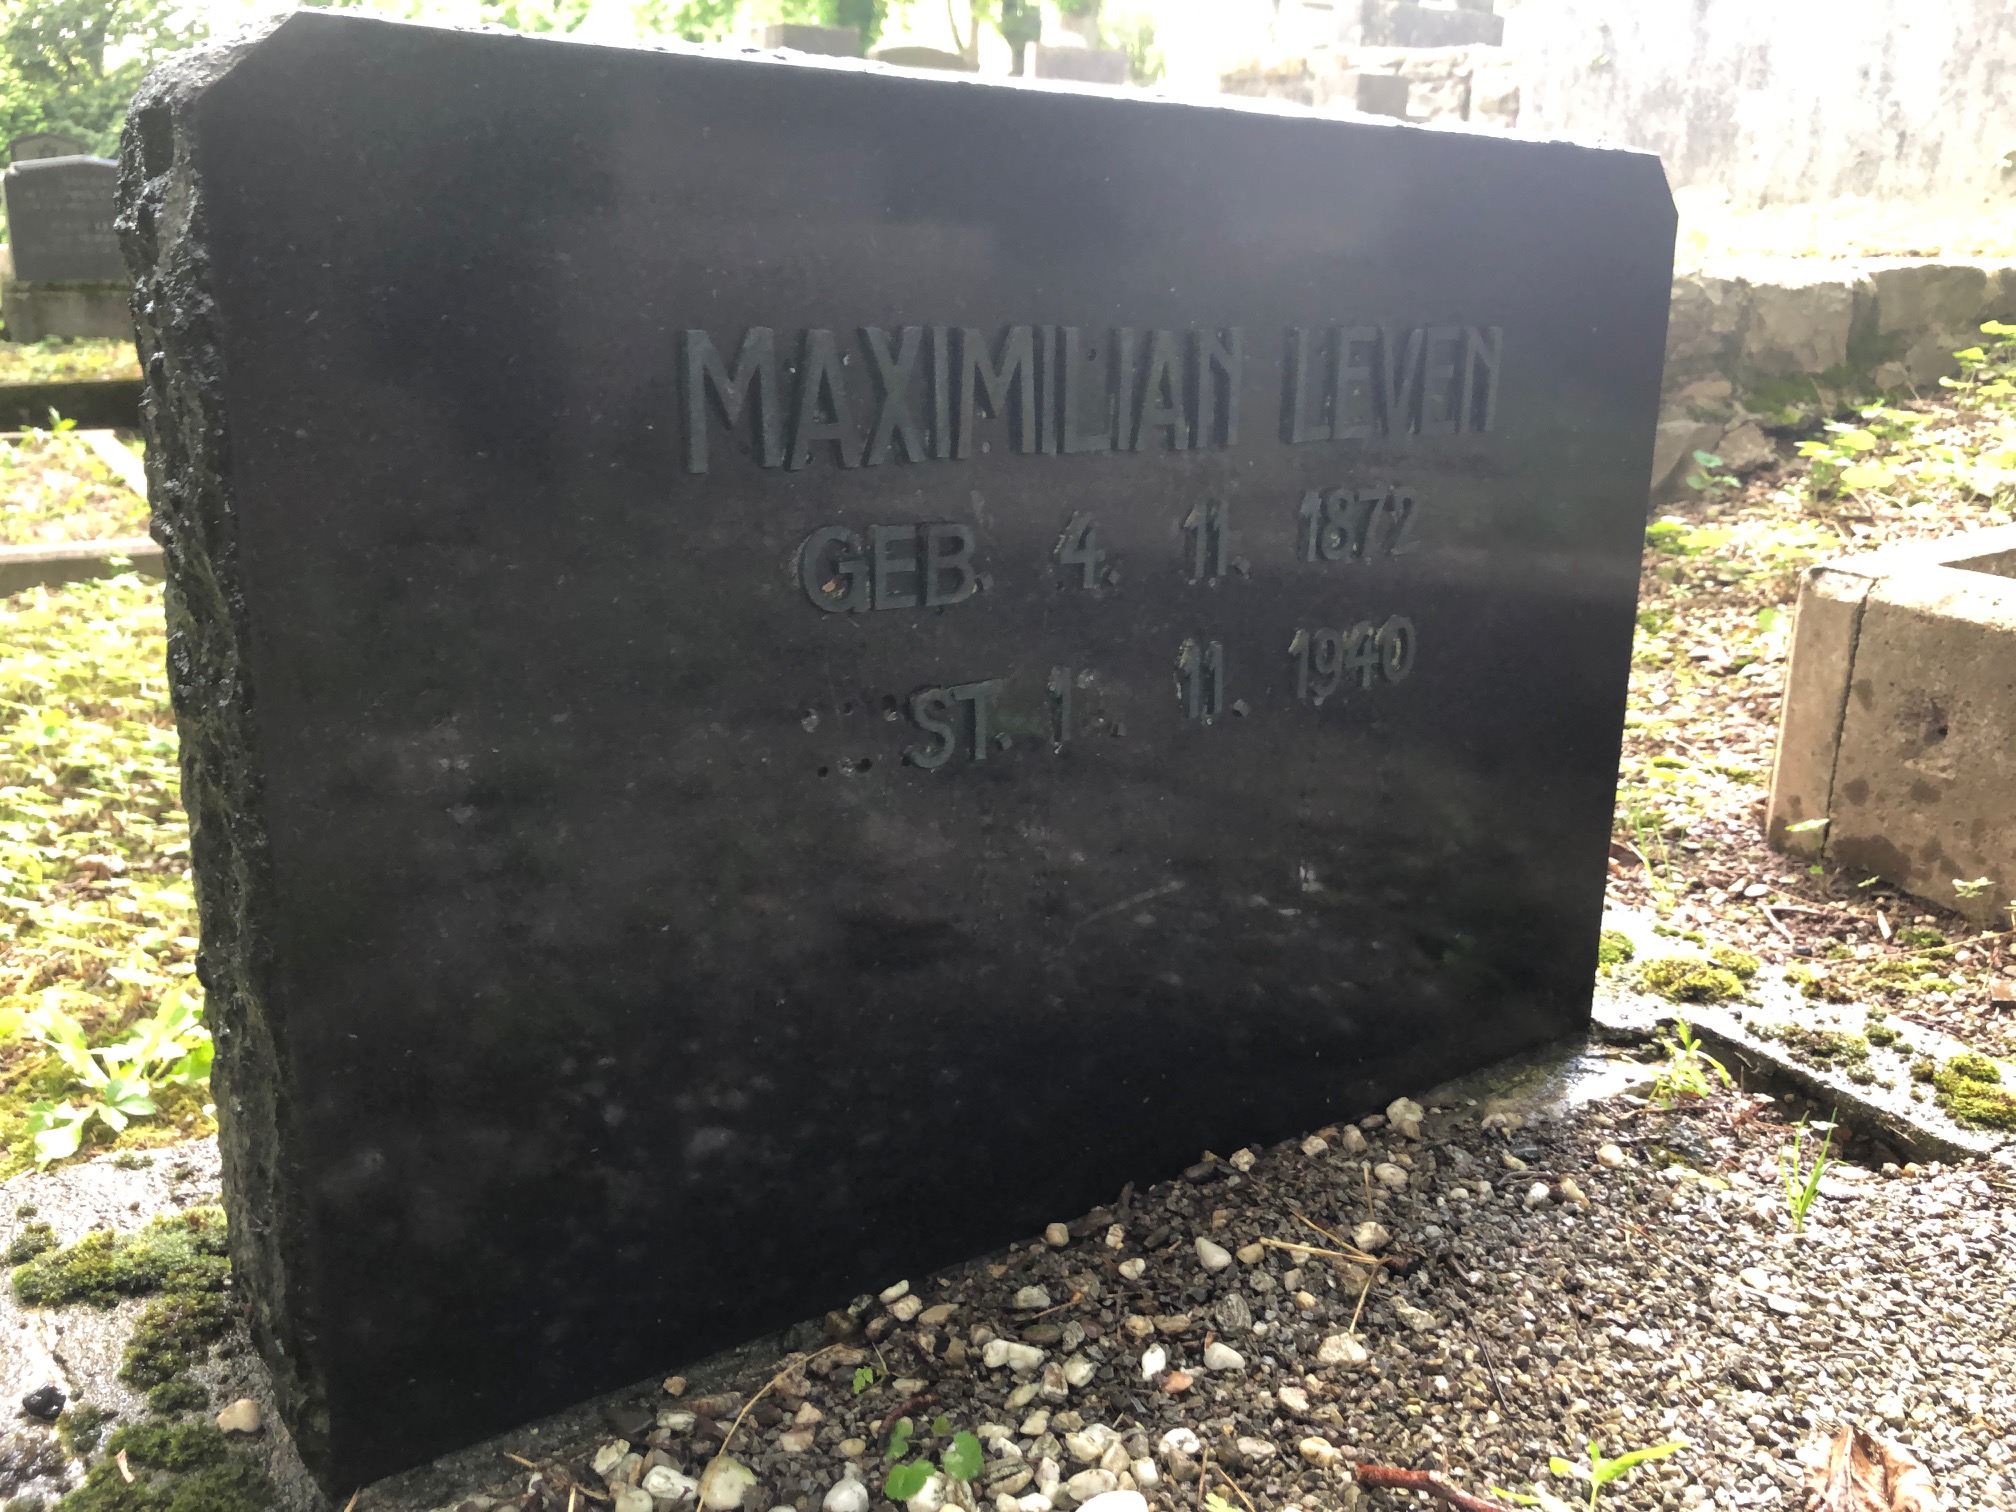 MAXIMILIAN LEVEN
GEB. 4. 11. 1872
ST. 11. 1940